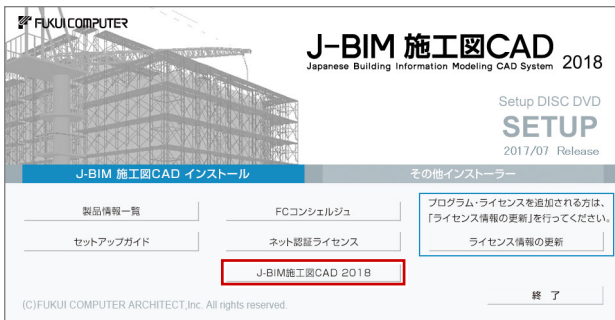 FUKUI COMPUTER
J-BIM 施工図CAD 2018
Japanese Building Information Modeling CAD System
Setup DISC DVD
SETUP
2017/07 Release
J-BIM 施工図CAD インストール
その他インストーラー
製品情報一覧
FCコンシェルジュ
プログラム・ライセンスを追加される方は、
「ライセンス情報の更新」を行ってください。
セットアップガイド
ネット認証ライセンス
ライセンス情報の更新
J-BIM施工図CAD 2018
終 了
(C)FUKUI COMPUTER ARCHITECT,Inc. All rights reserved.